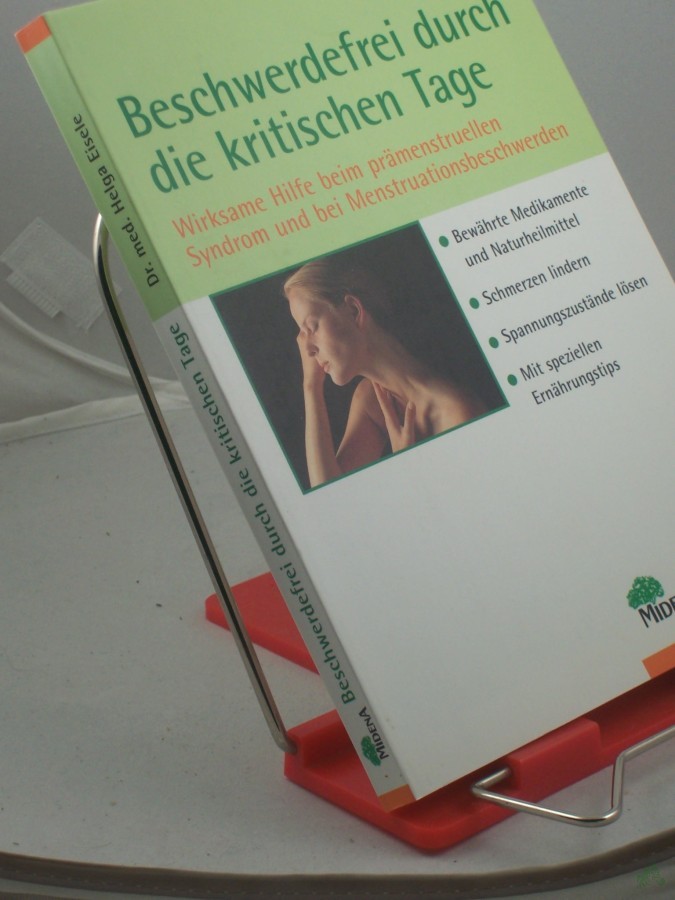 Beschwerdefrei durch
die kritischen Tage
Wirksame Hilfe beim prämenstruellen
Syndrom und bei Menstruationsbeschwerden
Bewährte Medikamente
und Naturheilmittel
Schmerzen lindern
Spannungszustände lösen
Mit speziellen
Ernährungstips
MIDE
Dr. med. Helga Eisele
Beschwerdefrei durch die kritischen Tage
MIDENA